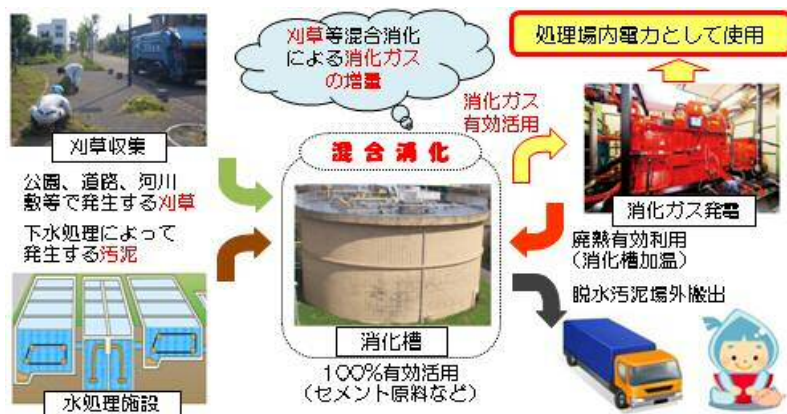 刈草等混合消化
による消化ガス
の増量
処理場内電力として使用
消化ガス
有効活用
刈草収集
混合消化
公園、道路、河川
敷等で発生する刈草
消化ガス発電
下水処理によって
発生する汚泥
廃熱有効利用
(消化槽加温)
脱水汚泥場外搬出
消化槽
100%有効活用
(セメント原料など)
水処理施設